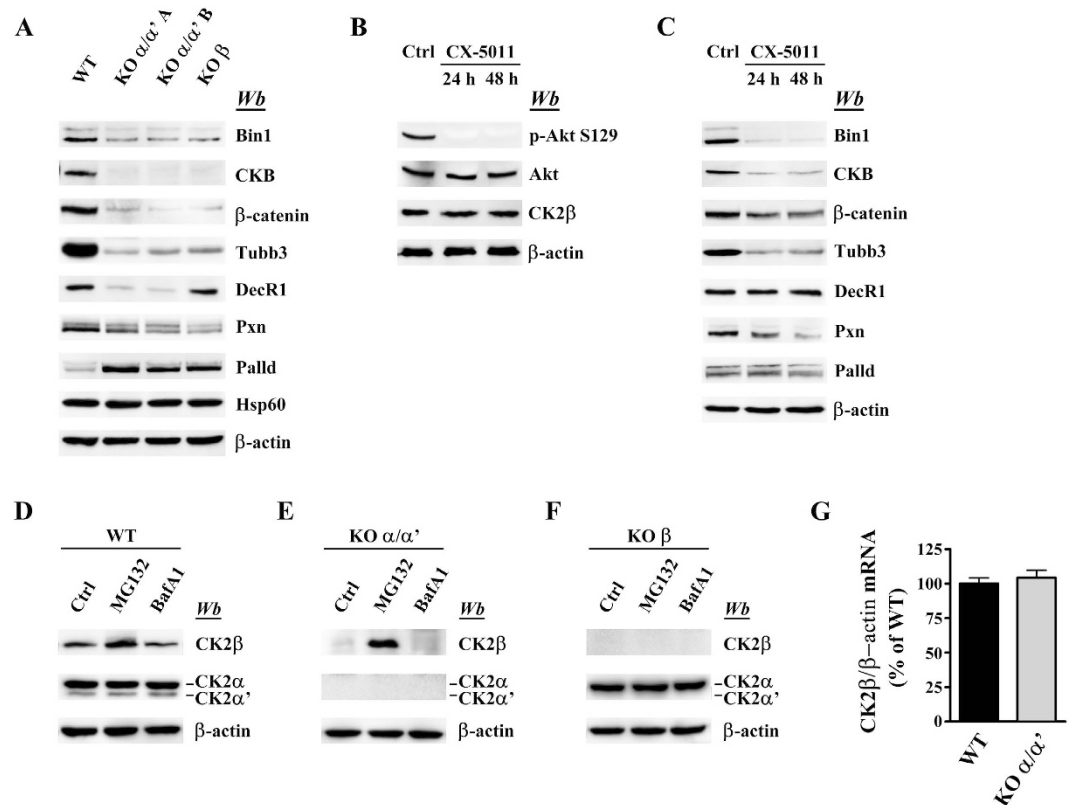 A
WT
KO α/α' A
KO α/α' B
KO β
Wb
Bin1
CKB
β-catenin
Tubb3
DecR1
Pxn
Palld
Hsp60
β-actin
B
Ctrl CX-5011
24 h 48 h
Wb
p-Akt S129
Akt
CK2β
β-actin
C
Ctrl CX-5011
24 h 48 h
Wb
Bin1
CKB
β-catenin
Tubb3
DecR1
Pxn
Palld
β-actin
D
WT
Ctrl
MG132
BafA1
Wb
CK2β
CK2α
CK2α'
β-actin
E
KO α/α'
Ctrl
MG132
BafA1
Wb
CK2β
CK2α
CK2α'
β-actin
F
KO β
Ctrl
MG132
BafA1
Wb
CK2β
CK2α
CK2α'
β-actin
G
CK2β/β-actin mRNA
(% of WT)
125
100
75
50
25
0
WT
KO α/α'